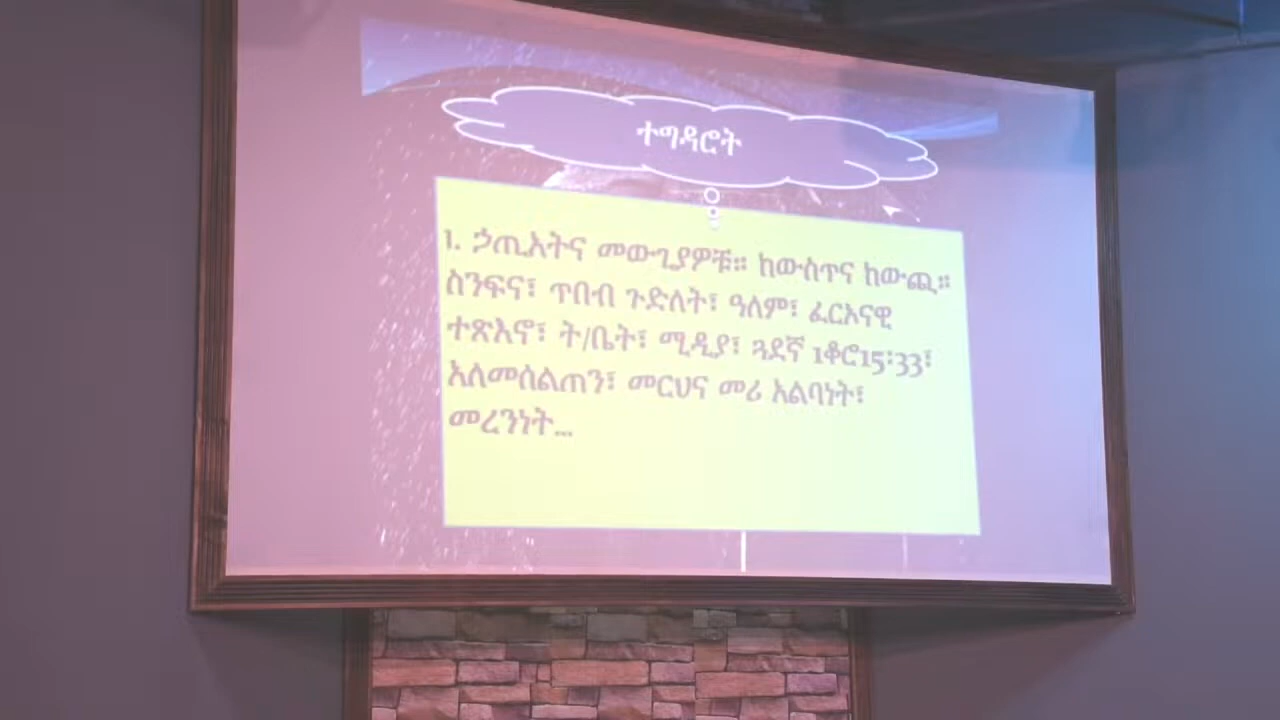 ተግዳሮት
1. ኃጢአትና መውጊያዎቹ። ከውስጥና ከውጪ።
ስንፍና፣ ጥበብ ጉድለት፣ ዓለም፣ ፈርኦናዊ
ተጽእኖ፣ ት/ቤት፣ ሚዲያ፣ ጓደኛ 1ቆሮ15፡33፣
አለመሰልጠን፣ መርህና መሪ አልባነት፣
መረንነት...